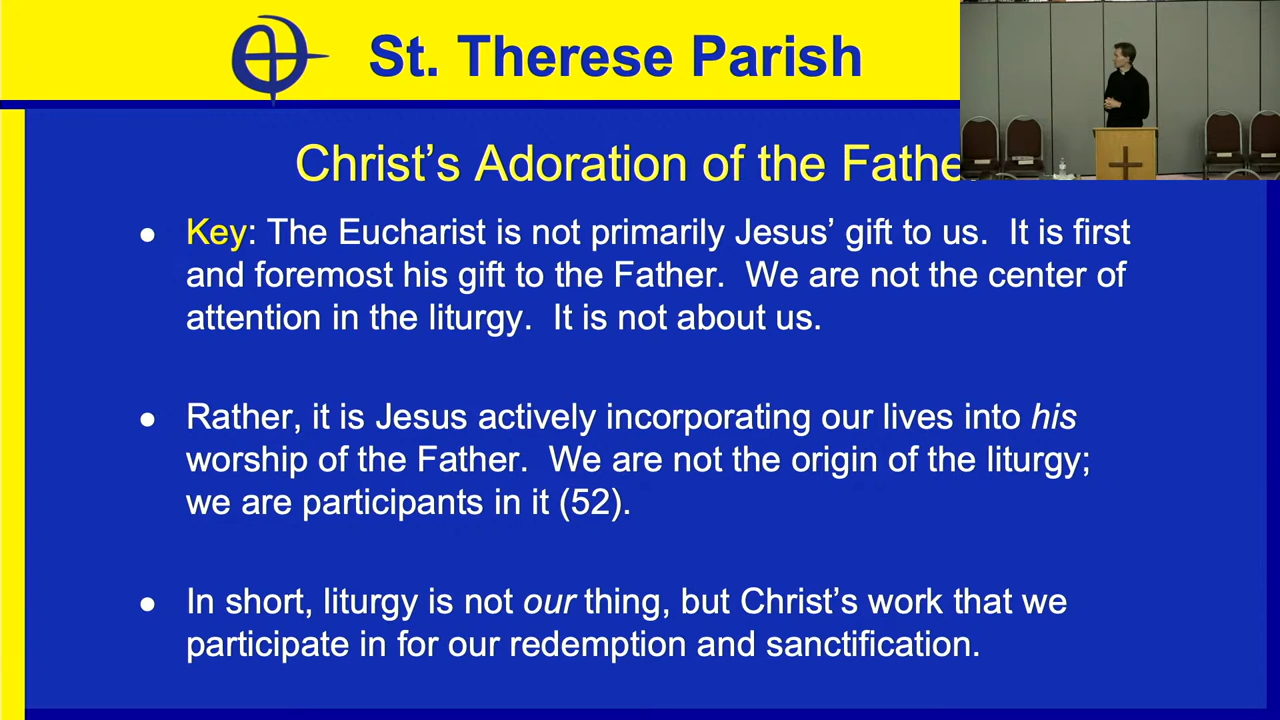 St. Therese Parish
Christ's Adoration of the Fathe
● Key: The Eucharist is not primarily Jesus' gift to us.  It is first
and foremost his gift to the Father.  We are not the center of
attention in the liturgy.  It is not about us.
● Rather, it is Jesus actively incorporating our lives into his
worship of the Father.  We are not the origin of the liturgy;
we are participants in it (52).
● In short, liturgy is not our thing, but Christ's work that we
participate in for our redemption and sanctification.